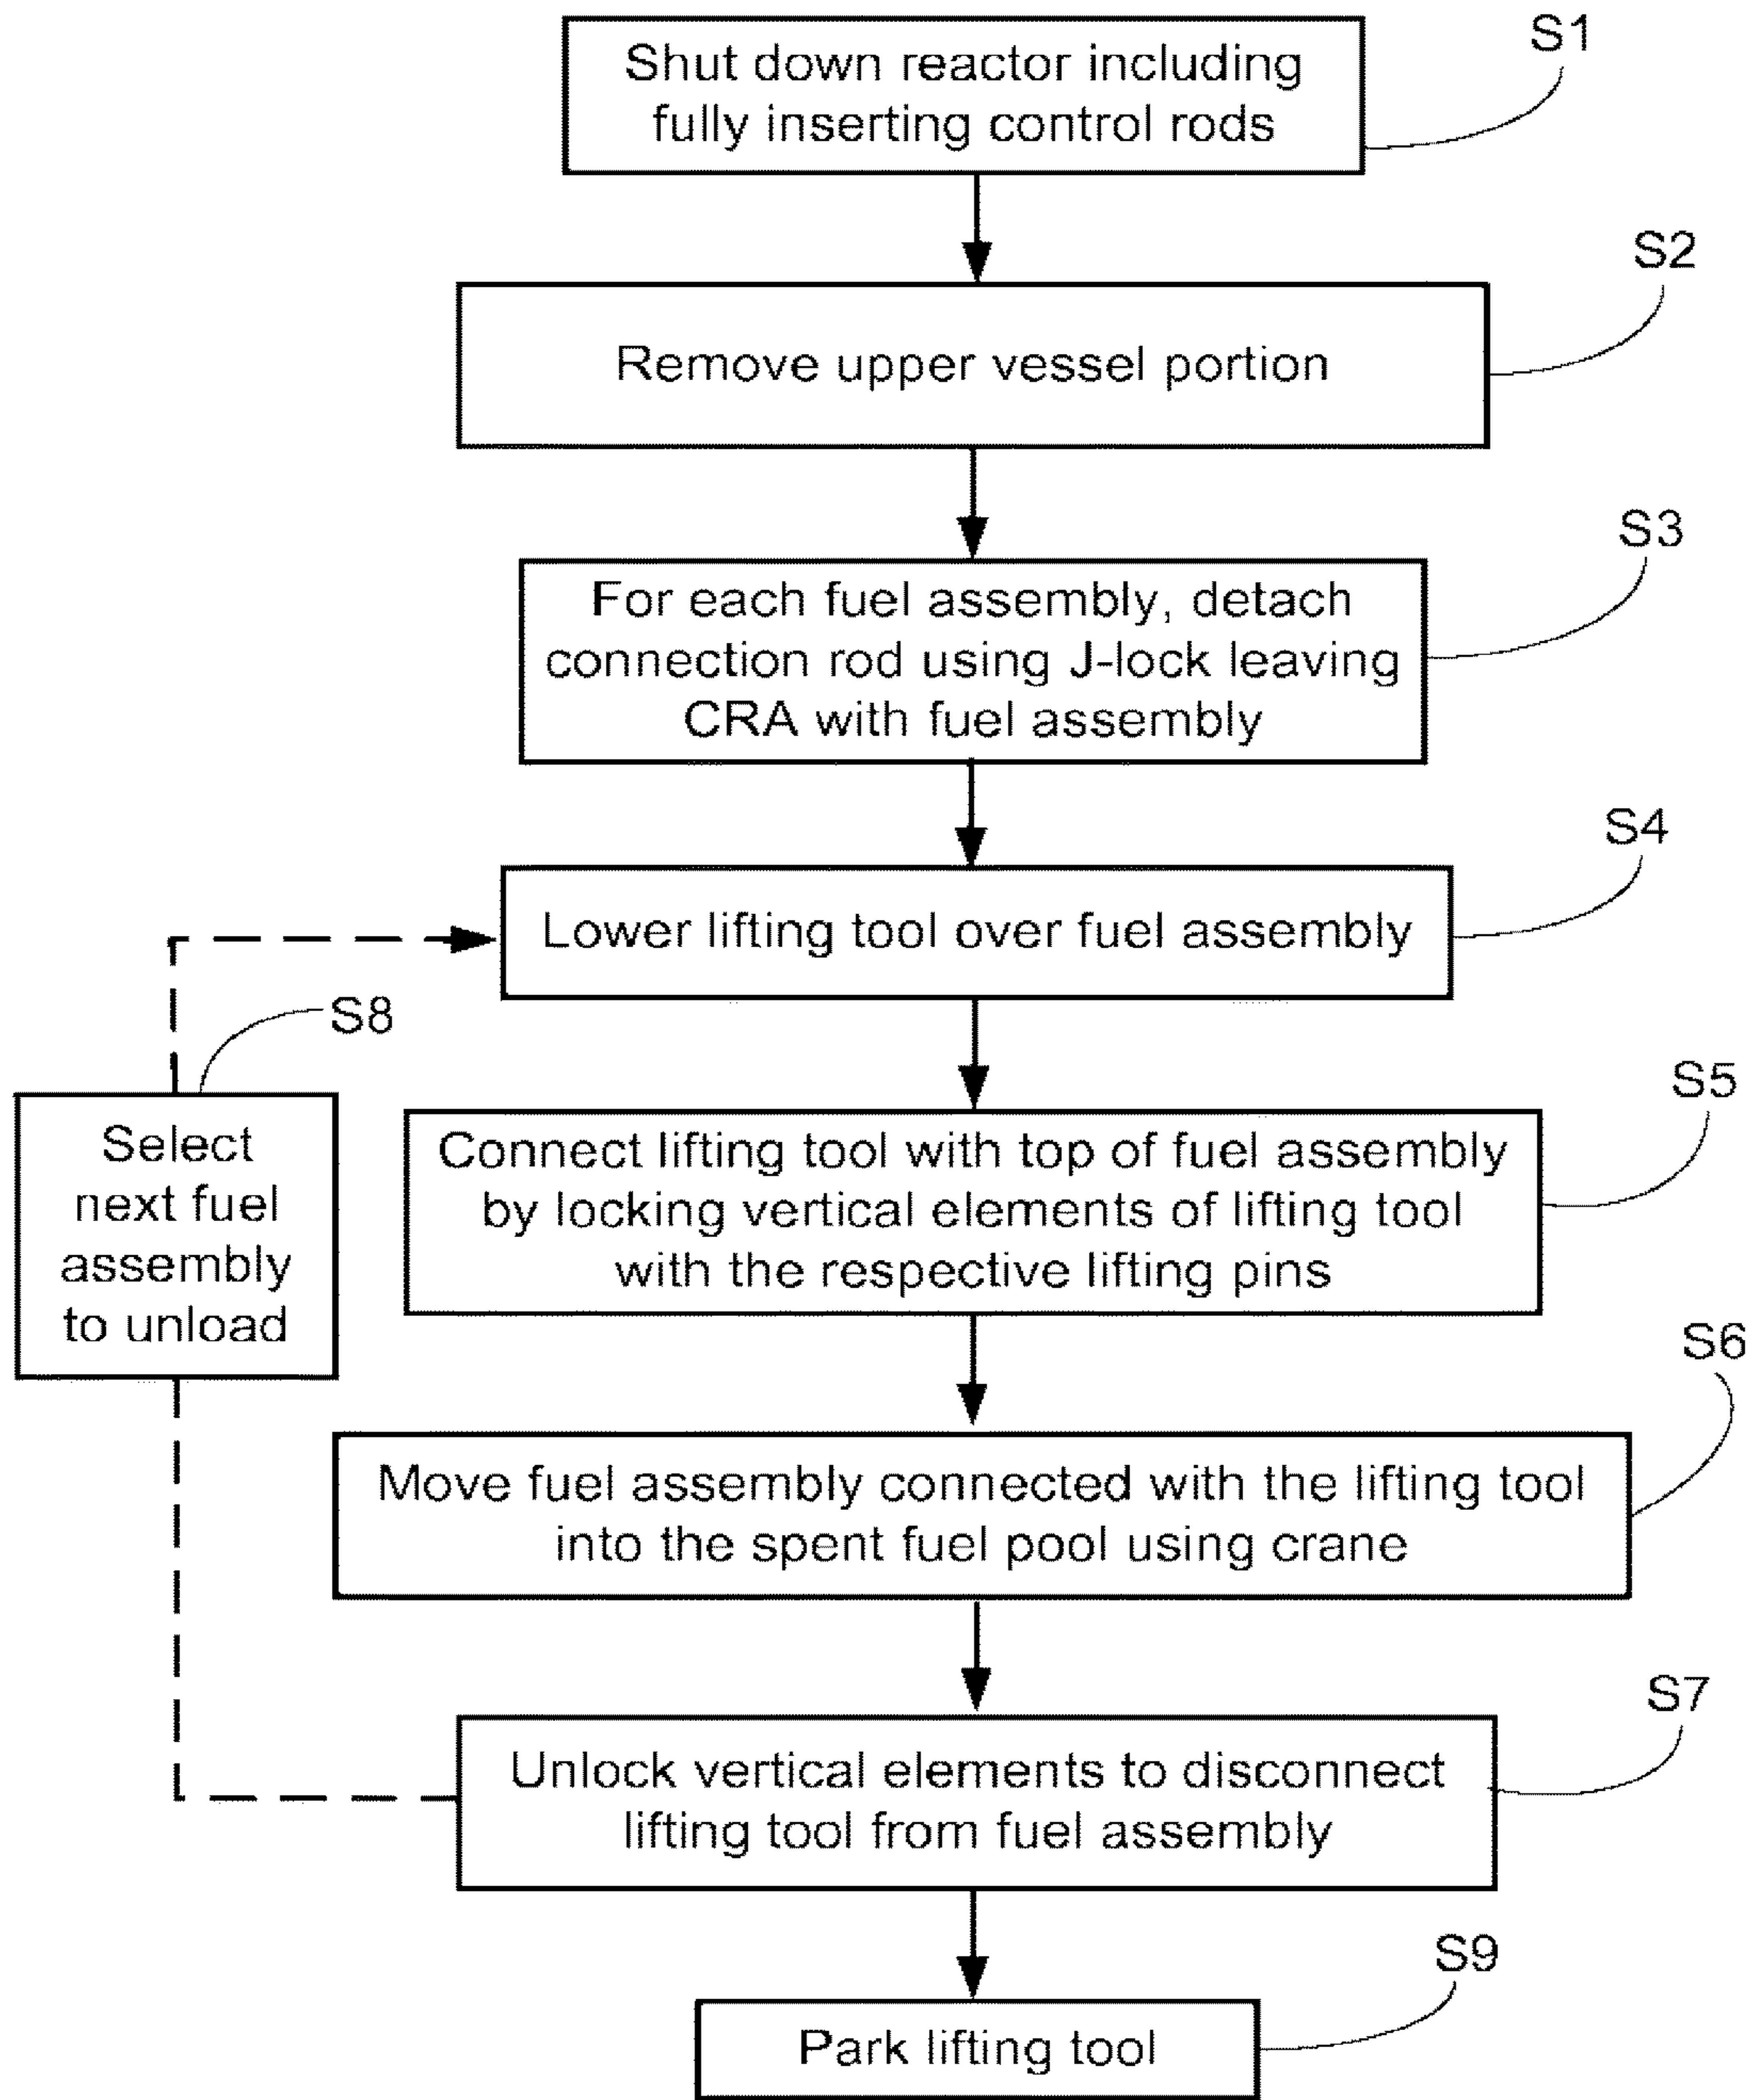 S1
Shut down reactor including
fully inserting control rods
S2
Remove upper vessel portion
S3
For each fuel assembly, detach
connection rod using J-lock leaving
CRA with fuel assembly
S4
Lower lifting tool over fuel assembly
S8
Select
next fuel
assembly
to unload
S5
Connect lifting tool with top of fuel assembly
by locking vertical elements of lifting tool
with the respective lifting pins
S6
Move fuel assembly connected with the lifting tool
into the spent fuel pool using crane
S7
Unlock vertical elements to disconnect
lifting tool from fuel assembly
S9
Park lifting tool